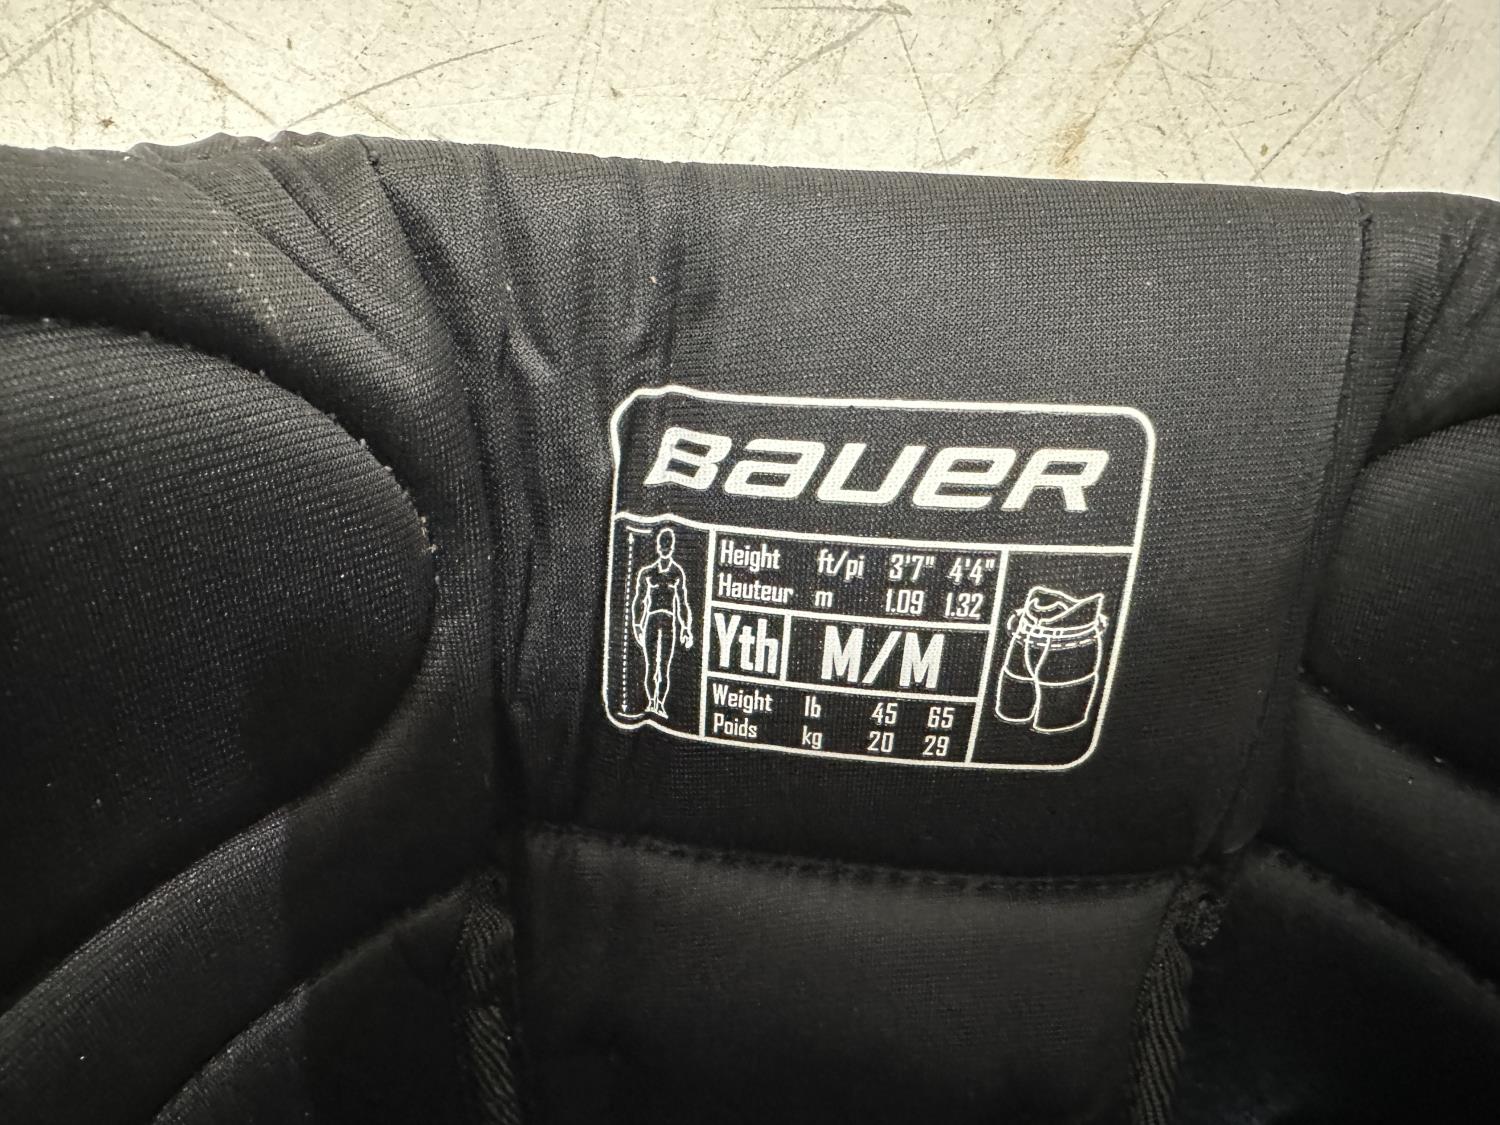 BAUER
Height ft/pi 3'7" 4'4"
Hauteur m 1.09 1.32
Yth M/M
Weight lb 45 65
Poids kg 20 29